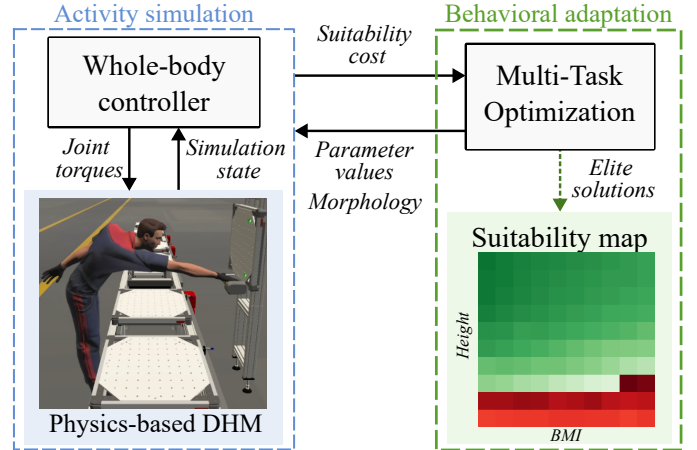 Activity simulation
Whole-body
controller
Joint
torques
Simulation
state
Physics-based DHM
Suitability
cost
Parameter
values
Morphology
Behavioral adaptation
Multi-Task
Optimization
Elite
solutions
Suitability map
Height
BMI